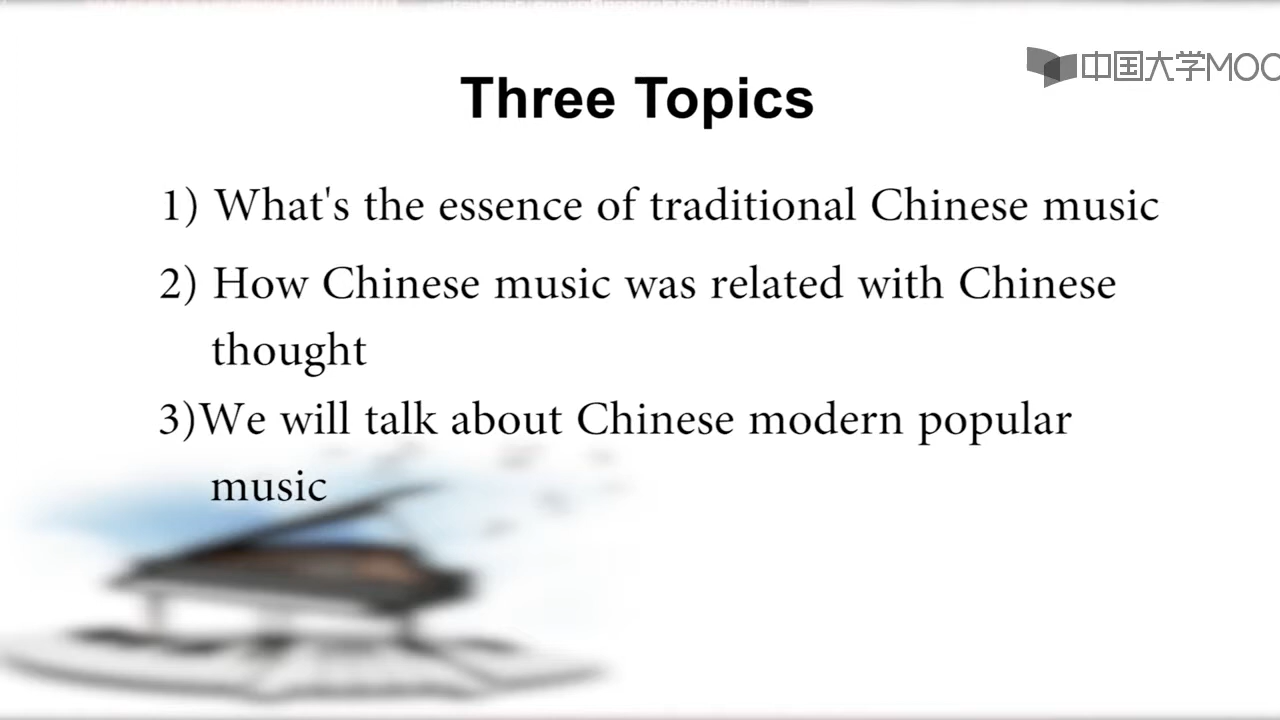 中国大学MOO
Three Topics
1) What's the essence of traditional Chinese music
2) How Chinese music was related with Chinese
thought
3)We will talk about Chinese modern popular
music